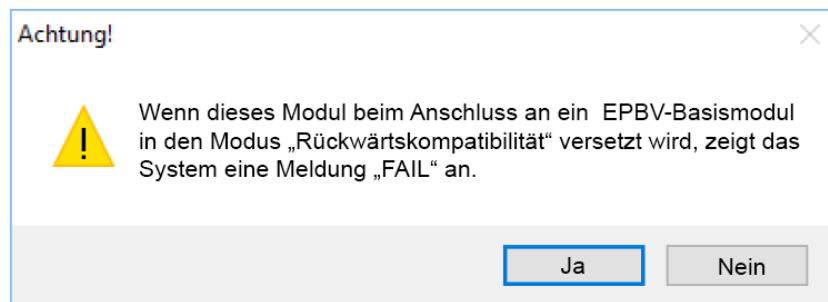 Achtung!
Wenn dieses Modul beim Anschluss an ein EPBV-Basismodul
in den Modus „Rückwärtskompatibilität“ versetzt wird, zeigt das
System eine Meldung „FAIL“ an.
Ja
Nein